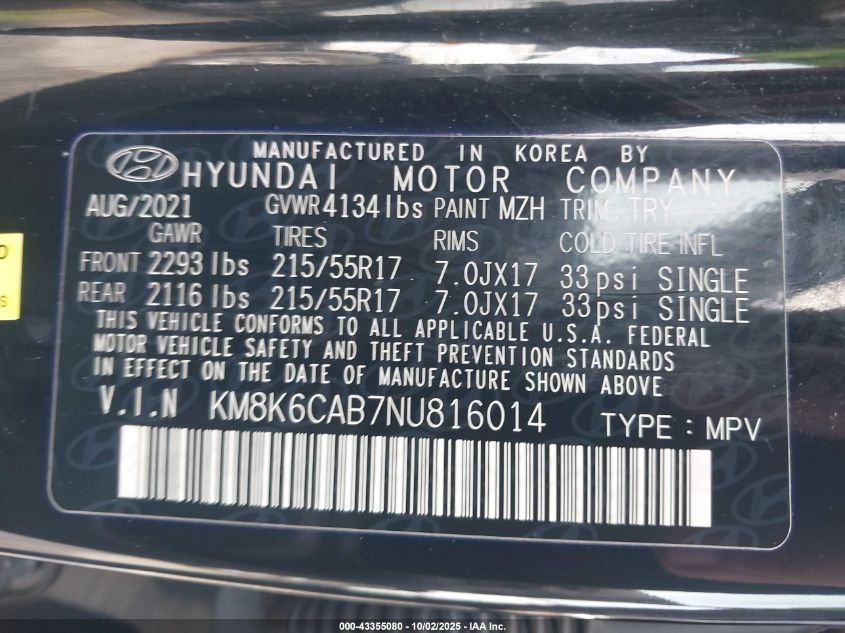 MANUFACTURED IN KOREA BY
HYUNDAI MOTOR COMPANY
AUG/2021 GVWR 4134lbs PAINT MZH TRIM TRY
GAWR TIRES RIMS COLD TIRE INFL
FRONT 2293 lbs 215/55R17 7.0JX17 33psi SINGLE
REAR 2116 lbs 215/55R17 7.0JX17 33psi SINGLE
THIS VEHICLE CONFORMS TO ALL APPLICABLE U.S.A. FEDERAL
MOTOR VEHICLE SAFETY AND THEFT PREVENTION STANDARDS
IN EFFECT ON THE DATE OF MANUFACTURE SHOWN ABOVE
V.I.N KM8K6CAB7NU816014 TYPE : MPV
000-43355080 - 10/02/2025 - IAA Inc.